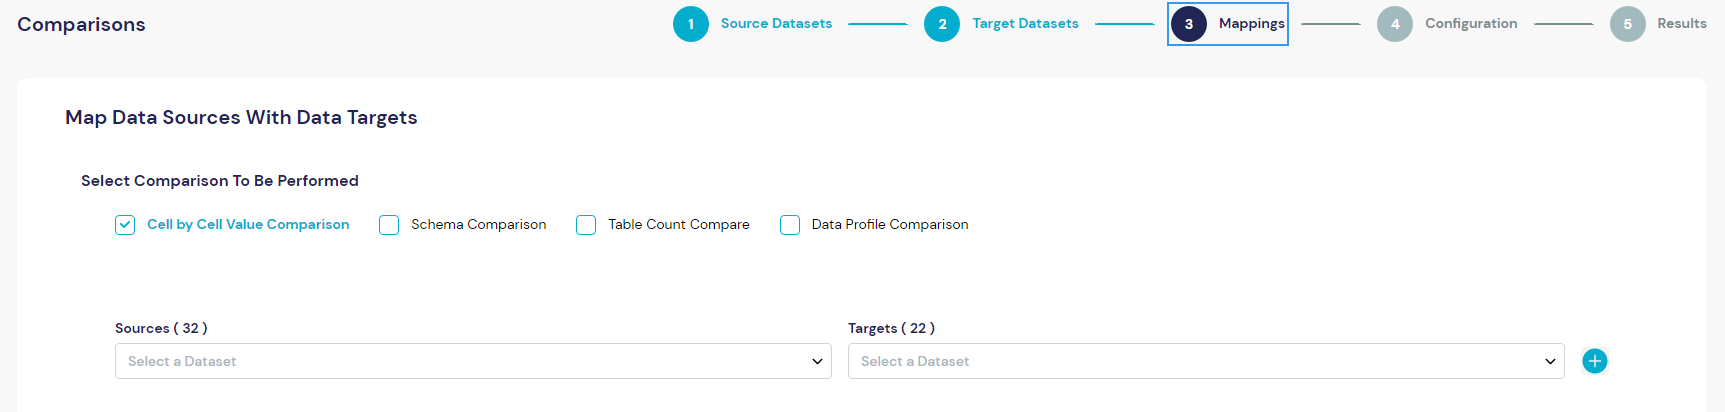 Comparisons
1 Source Datasets 2 Target Datasets 3 Mappings 4 Configuration 5 Results
Map Data Sources With Data Targets
Select Comparison To Be Performed
Cell by Cell Value Comparison Schema Comparison Table Count Compare Data Profile Comparison
Sources ( 32 ) Targets ( 22 )
Select a Dataset Select a Dataset